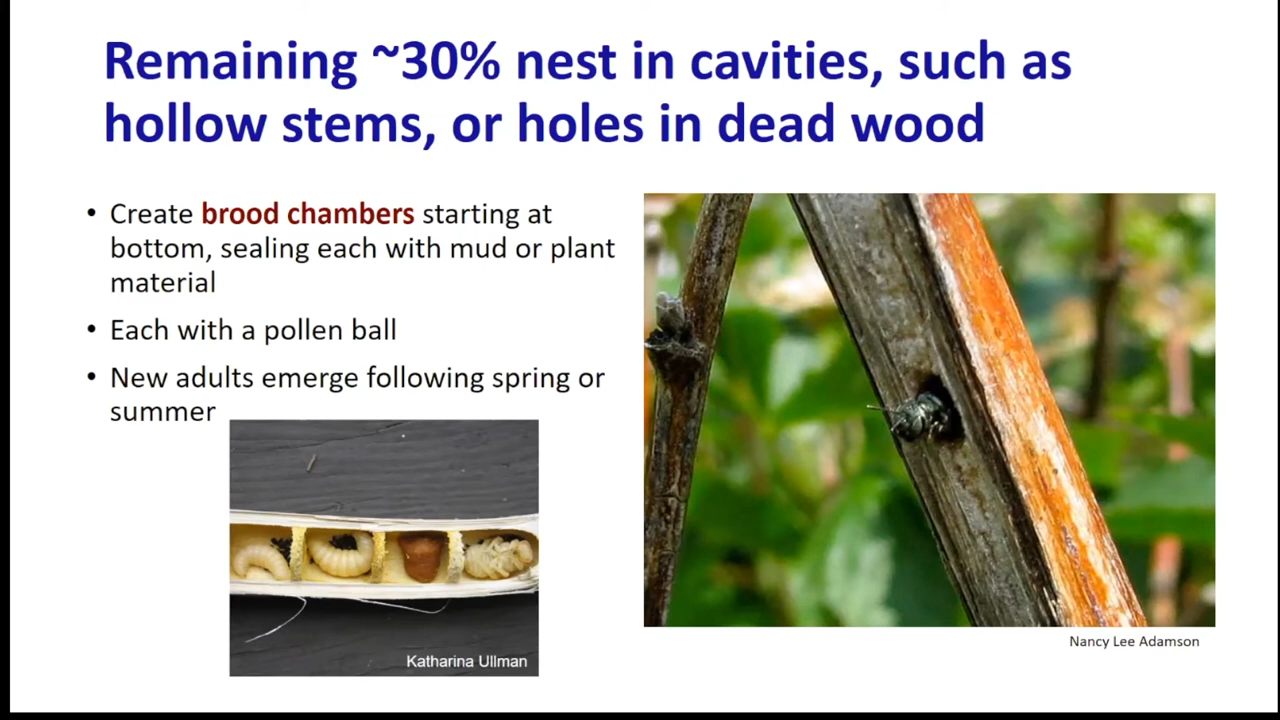 Remaining ~30% nest in cavities, such as
hollow stems, or holes in dead wood
• Create brood chambers starting at
bottom, sealing each with mud or plant
material
• Each with a pollen ball
• New adults emerge following spring or
summer
Katharina Ullman
Nancy Lee Adamson